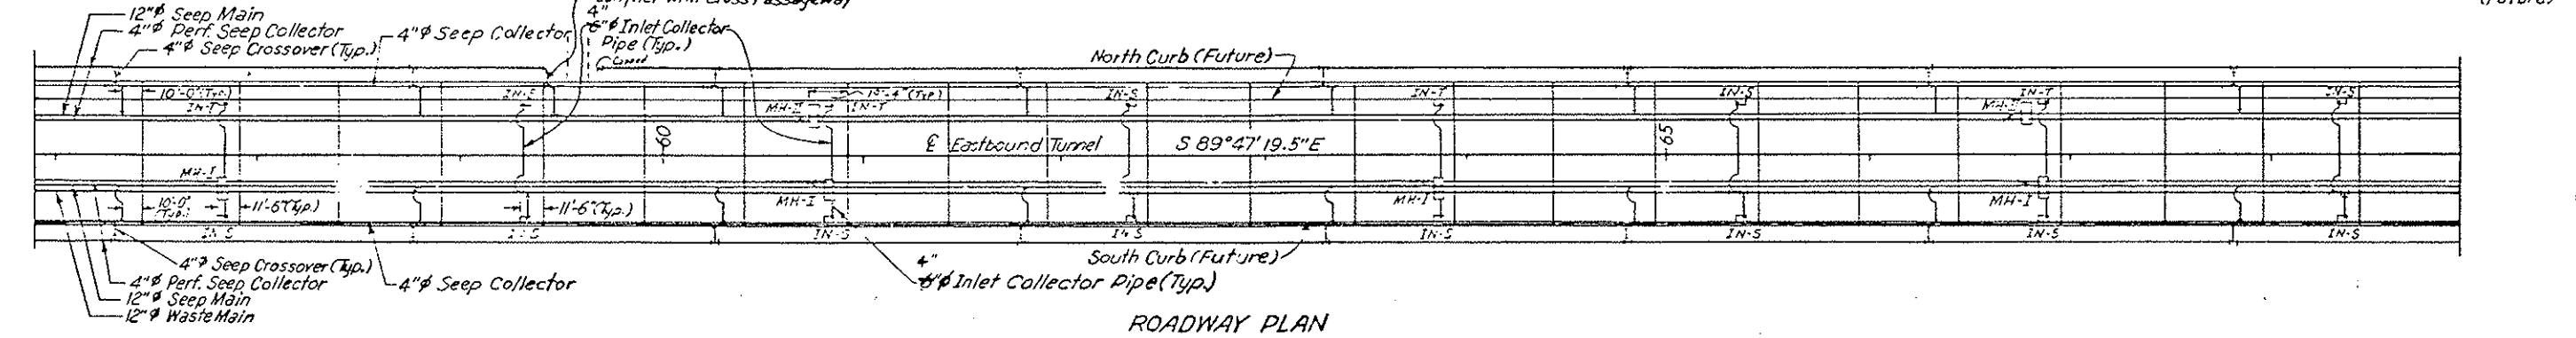 12"ø Seep Main
4"ø Perf. Seep Collector
4"ø Seep Crossover (Typ.)
4"ø Seep Collector
with Cross Passageway
4"
6"ø Inlet Collector
Pipe (Typ.)
North Curb (Future)
(Future)
10'-0" (Typ.)
IN-T
IN-S
MH-I
IN-T
IN-S
IN-T
IN-S
MH-I
IN-T
IN-S
60
65
℄ Eastbound Tunnel
S 89°47'19.5"E
MH-I
10'-0"
(Typ.)
11'-6" (Typ.)
11'-6" (Typ.)
MH-I
MH-I
MH-I
IN-S
IN-S
IN-S
IN-S
IN-S
IN-S
IN-S
4"ø Seep Crossover (Typ.)
4"ø Perf. Seep Collector
12"ø Seep Main
12"ø Waste Main
4"ø Seep Collector
4"
6"ø Inlet Collector Pipe (Typ.)
South Curb (Future)
ROADWAY PLAN